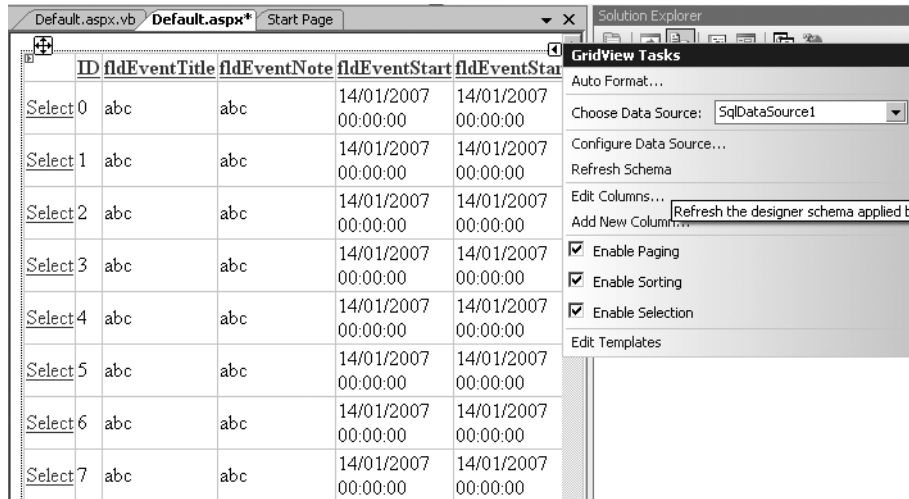 Default.aspx.vb Default.aspx* Start Page
Solution Explorer
GridView Tasks
Auto Format...
Choose Data Source: SqlDataSource1
Configure Data Source...
Refresh Schema
Edit Columns...
Refresh the designer schema applied b
Add New Column...
Enable Paging
Enable Sorting
Enable Selection
Edit Templates
ID fldEventTitle fldEventNote fldEventStart fldEventStar
Select 0 abc abc 14/01/2007 00:00:00 14/01/2007 00:00:00
Select 1 abc abc 14/01/2007 00:00:00 14/01/2007 00:00:00
Select 2 abc abc 14/01/2007 00:00:00 14/01/2007 00:00:00
Select 3 abc abc 14/01/2007 00:00:00 14/01/2007 00:00:00
Select 4 abc abc 14/01/2007 00:00:00 14/01/2007 00:00:00
Select 5 abc abc 14/01/2007 00:00:00 14/01/2007 00:00:00
Select 6 abc abc 14/01/2007 00:00:00 14/01/2007 00:00:00
Select 7 abc abc 14/01/2007 00:00:00 14/01/2007 00:00:00